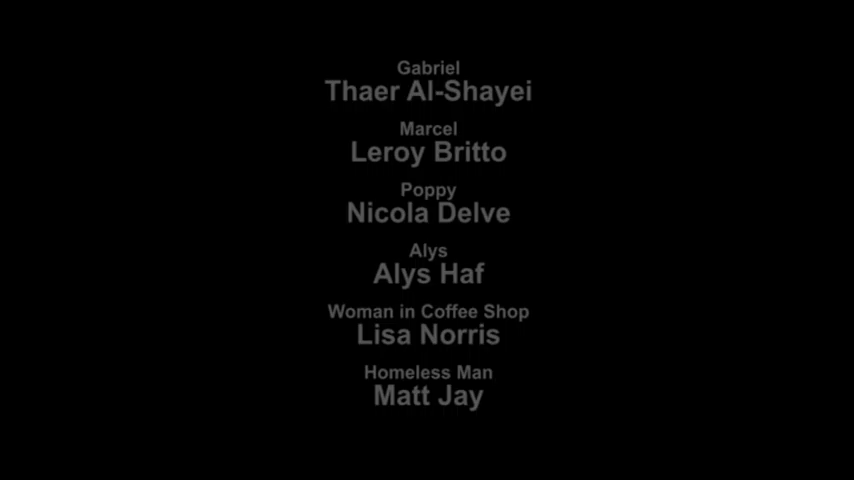 Gabriel
Thaer Al-Shayei
Marcel
Leroy Britto
Poppy
Nicola Delve
Alys
Alys Haf
Woman in Coffee Shop
Lisa Norris
Homeless Man
Matt Jay